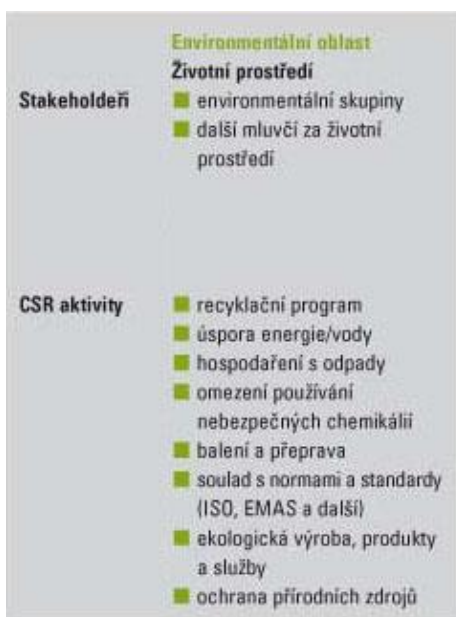 Environmentální oblast
Životní prostředí
Stakeholdeři
environmentální skupiny
další mluvčí za životní
prostředí
CSR aktivity
recyklační program
úspora energie/vody
hospodaření s odpady
omezení používání
nebezpečných chemikálií
balení a přeprava
soulad s normami a standardy
(ISO, EMAS a další)
ekologická výroba, produkty
a služby
ochrana přírodních zdrojů